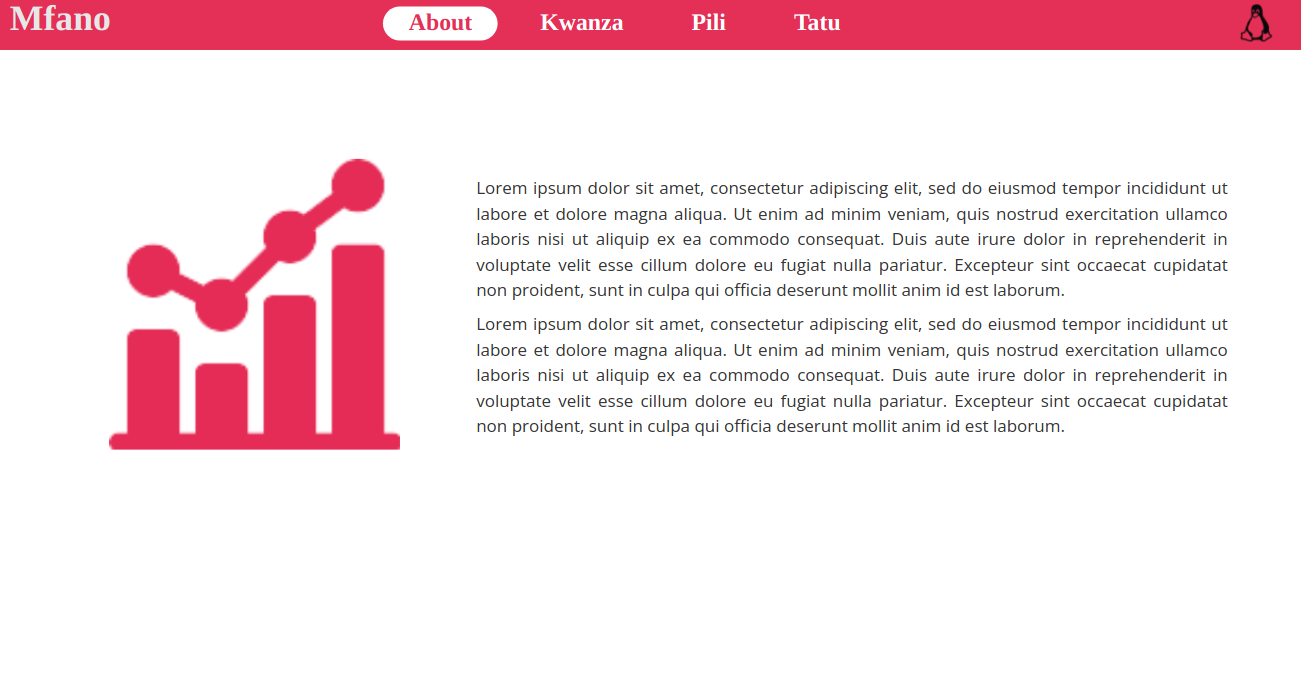 Mfano
About Kwanza Pili Tatu
Lorem ipsum dolor sit amet, consectetur adipiscing elit, sed do eiusmod tempor incididunt ut
labore et dolore magna aliqua. Ut enim ad minim veniam, quis nostrud exercitation ullamco
laboris nisi ut aliquip ex ea commodo consequat. Duis aute irure dolor in reprehenderit in
voluptate velit esse cillum dolore eu fugiat nulla pariatur. Excepteur sint occaecat cupidatat
non proident, sunt in culpa qui officia deserunt mollit anim id est laborum.
Lorem ipsum dolor sit amet, consectetur adipiscing elit, sed do eiusmod tempor incididunt ut
labore et dolore magna aliqua. Ut enim ad minim veniam, quis nostrud exercitation ullamco
laboris nisi ut aliquip ex ea commodo consequat. Duis aute irure dolor in reprehenderit in
voluptate velit esse cillum dolore eu fugiat nulla pariatur. Excepteur sint occaecat cupidatat
non proident, sunt in culpa qui officia deserunt mollit anim id est laborum.